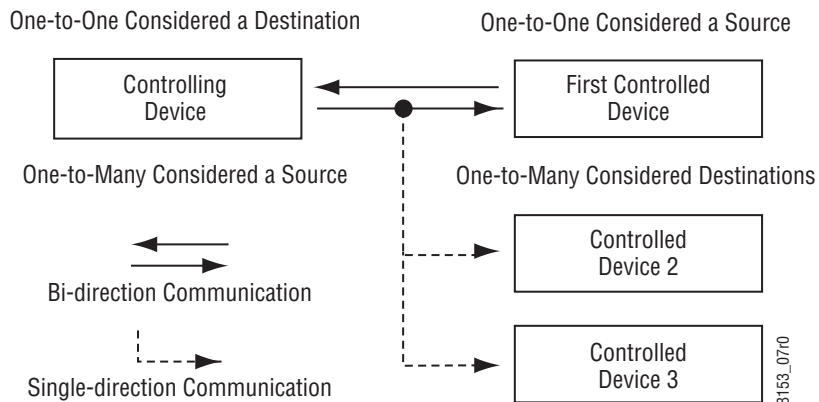 One-to-One Considered a Destination
One-to-One Considered a Source
Controlling
Device
First Controlled
Device
One-to-Many Considered a Source
One-to-Many Considered Destinations
Controlled
Device 2
Bi-direction Communication
Controlled
Device 3
Single-direction Communication
8153_07r0